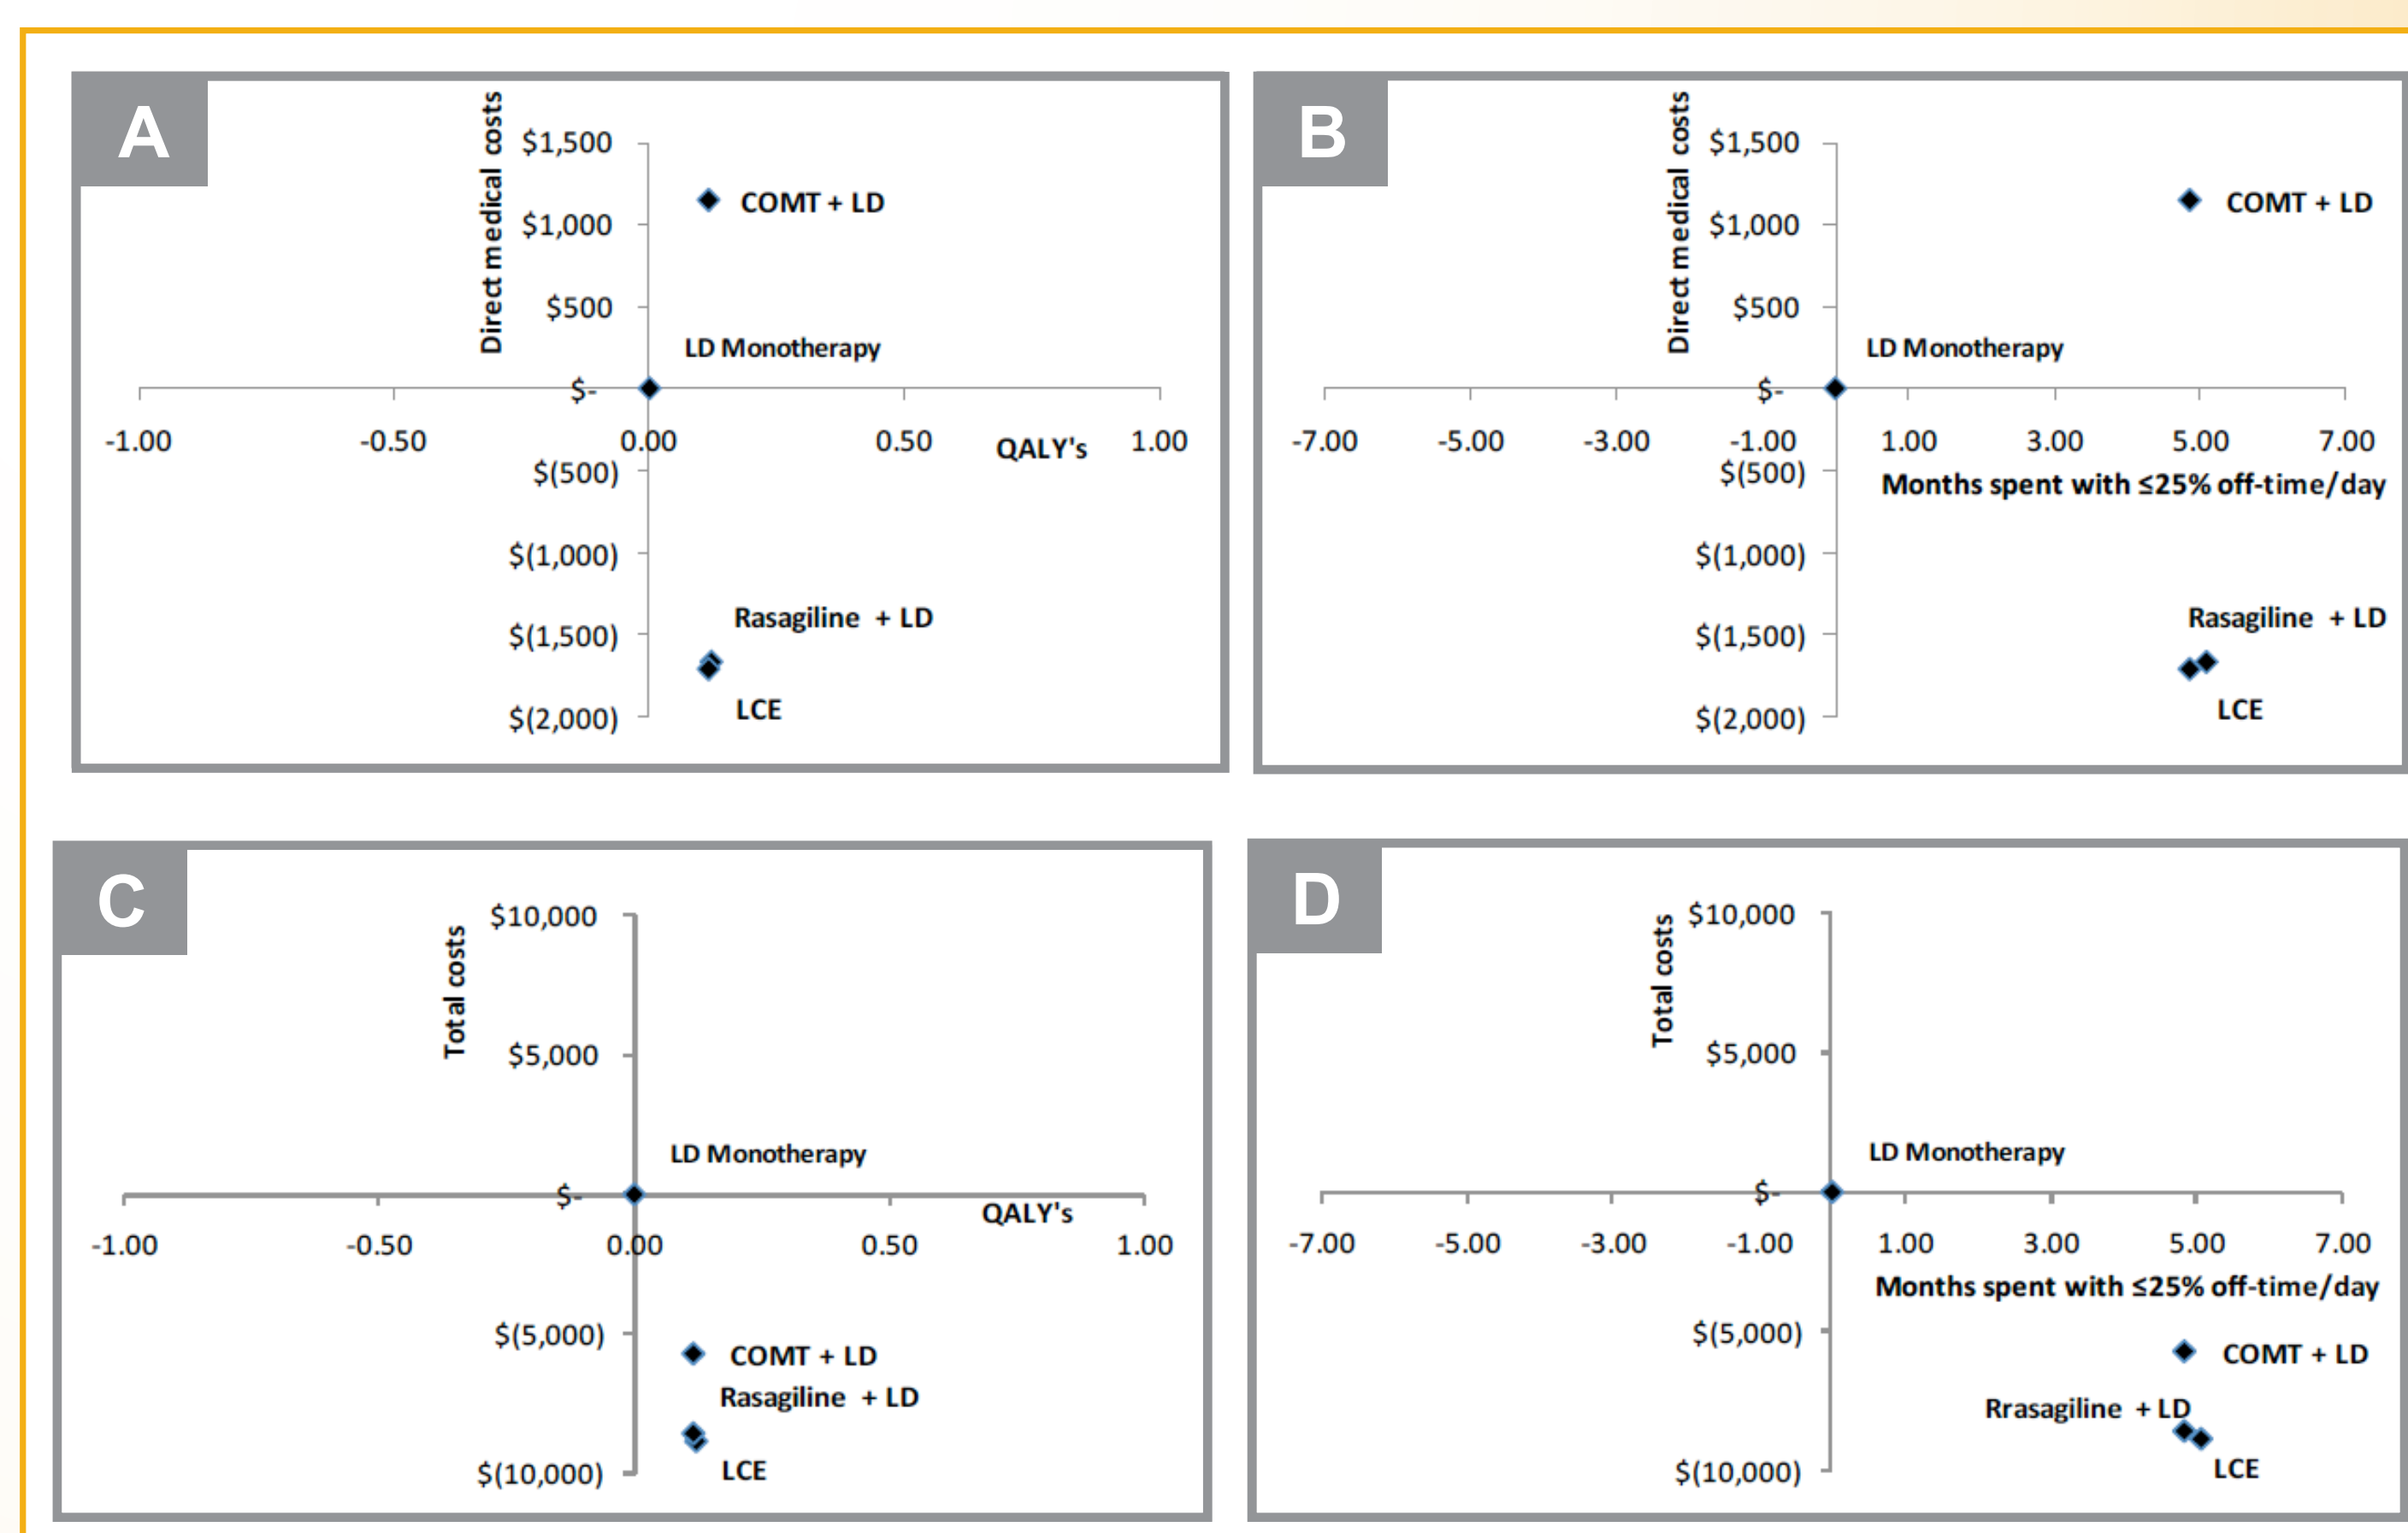 A
Direct medical costs
$1,500
$1,000
$500
$-
$(500)
$(1,000)
$(1,500)
$(2,000)
COMT + LD
LD Monotherapy
-1.00 -0.50 0.00 0.50 1.00
QALY's
Rasagiline + LD
LCE
B
Direct medical costs
$1,500
$1,000
$500
$-
$(500)
$(1,000)
$(1,500)
$(2,000)
COMT + LD
LD Monotherapy
-7.00 -5.00 -3.00 -1.00 1.00 3.00 5.00 7.00
Months spent with ≤25% off-time/day
Rasagiline + LD
LCE
C
Total costs
$10,000
$5,000
$-
$(5,000)
$(10,000)
LD Monotherapy
QALY's
-1.00 -0.50 0.00 0.50 1.00
COMT + LD
Rasagiline + LD
LCE
D
Total costs
$10,000
$5,000
$-
$(5,000)
$(10,000)
LD Monotherapy
-7.00 -5.00 -3.00 -1.00 1.00 3.00 5.00 7.00
Months spent with ≤25% off-time/day
COMT + LD
Rrasagiline + LD
LCE